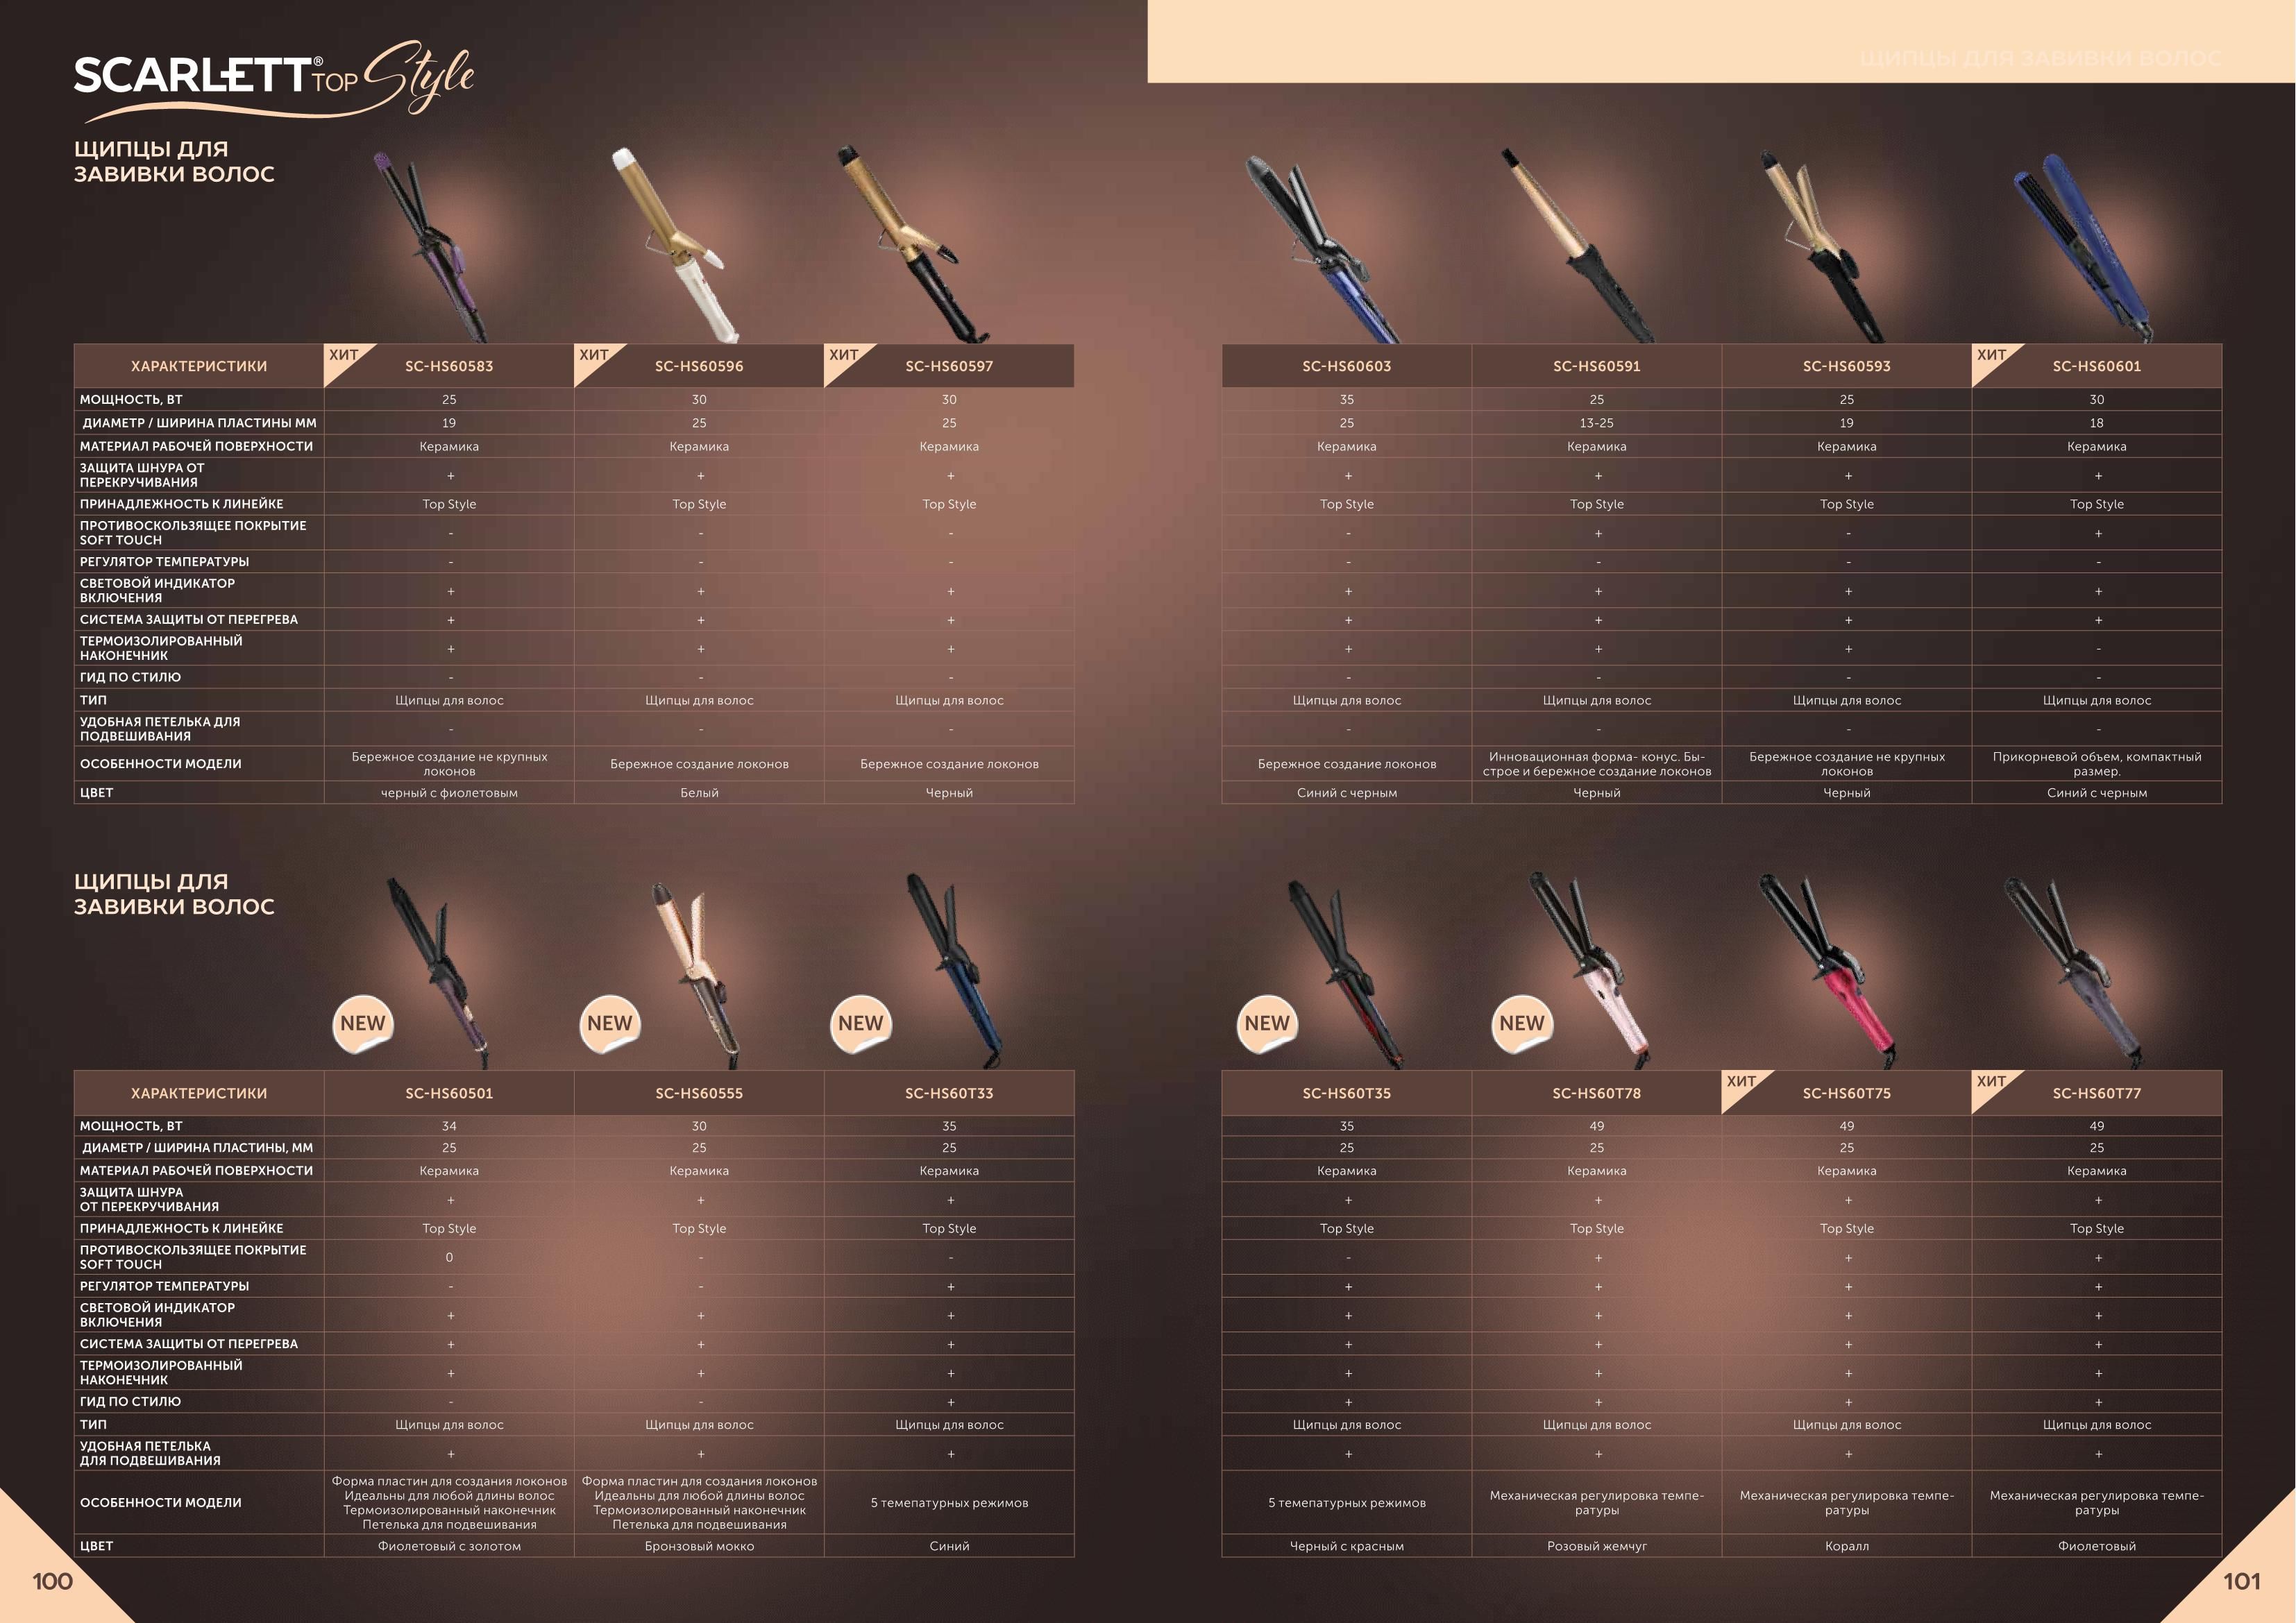 SCARLETT® TOP Style
ЩИПЦЫ ДЛЯ ЗАВИВКИ ВОЛОС
ЩИПЦЫ ДЛЯ
ЗАВИВКИ ВОЛОС
ХАРАКТЕРИСТИКИ ХИТ SC-HS60583 ХИТ SC-HS60596 ХИТ SC-HS60597 SC-HS60603 SC-HS60591 SC-HS60593 ХИТ SC-HS60601
МОЩНОСТЬ, ВТ 25 30 30 35 25 25 30
ДИАМЕТР / ШИРИНА ПЛАСТИНЫ ММ 19 25 25 25 13-25 19 18
МАТЕРИАЛ РАБОЧЕЙ ПОВЕРХНОСТИ Керамика Керамика Керамика Керамика Керамика Керамика Керамика
ЗАЩИТА ШНУРА ОТ
ПЕРЕКРУЧИВАНИЯ + + + + + + +
ПРИНАДЛЕЖНОСТЬ К ЛИНЕЙКЕ Top Style Top Style Top Style Top Style Top Style Top Style Top Style
ПРОТИВОСКОЛЬЗЯЩЕЕ ПОКРЫТИЕ
SOFT TOUCH - - - - + - +
РЕГУЛЯТОР ТЕМПЕРАТУРЫ - - - - - - -
СВЕТОВОЙ ИНДИКАТОР
ВКЛЮЧЕНИЯ + + + + + + +
СИСТЕМА ЗАЩИТЫ ОТ ПЕРЕГРЕВА + + + + + + +
ТЕРМОИЗОЛИРОВАННЫЙ
НАКОНЕЧНИК + + + + + + -
ГИД ПО СТИЛЮ - - - - - - -
ТИП Щипцы для волос Щипцы для волос Щипцы для волос Щипцы для волос Щипцы для волос Щипцы для волос Щипцы для волос
УДОБНАЯ ПЕТЕЛЬКА ДЛЯ
ПОДВЕШИВАНИЯ - - - - - - -
ОСОБЕННОСТИ МОДЕЛИ
Бережное создание не крупных
локонов
Бережное создание локонов
Бережное создание локонов
Бережное создание локонов
Инновационная форма- конус. Бы-
строе и бережное создание локонов
Бережное создание не крупных
локонов
Прикорневой объем, компактный
размер.
ЦВЕТ черный с фиолетовым Белый Черный Синий с черным Черный Черный Синий с черным
ЩИПЦЫ ДЛЯ
ЗАВИВКИ ВОЛОС
NEW NEW NEW NEW NEW
ХАРАКТЕРИСТИКИ SC-HS60501 SC-HS60555 SC-HS60T33 SC-HS60T35 SC-HS60T78 ХИТ SC-HS60T75 ХИТ SC-HS60T77
МОЩНОСТЬ, ВТ 34 30 35 35 49 49 49
ДИАМЕТР / ШИРИНА ПЛАСТИНЫ, ММ 25 25 25 25 25 25 25
МАТЕРИАЛ РАБОЧЕЙ ПОВЕРХНОСТИ Керамика Керамика Керамика Керамика Керамика Керамика Керамика
ЗАЩИТА ШНУРА
ОТ ПЕРЕКРУЧИВАНИЯ + + + + + + +
ПРИНАДЛЕЖНОСТЬ К ЛИНЕЙКЕ Top Style Top Style Top Style Top Style Top Style Top Style Top Style
ПРОТИВОСКОЛЬЗЯЩЕЕ ПОКРЫТИЕ
SOFT TOUCH 0 - - - + + +
РЕГУЛЯТОР ТЕМПЕРАТУРЫ - - + + + + +
СВЕТОВОЙ ИНДИКАТОР
ВКЛЮЧЕНИЯ + + + + + + +
СИСТЕМА ЗАЩИТЫ ОТ ПЕРЕГРЕВА + + + + + + +
ТЕРМОИЗОЛИРОВАННЫЙ
НАКОНЕЧНИК + + + + + + +
ГИД ПО СТИЛЮ - - + + + + +
ТИП Щипцы для волос Щипцы для волос Щипцы для волос Щипцы для волос Щипцы для волос Щипцы для волос Щипцы для волос
УДОБНАЯ ПЕТЕЛЬКА
ДЛЯ ПОДВЕШИВАНИЯ + + + + + + +
ОСОБЕННОСТИ МОДЕЛИ
Форма пластин для создания локонов
Идеальны для любой длины волос
Термоизолированный наконечник
Петелька для подвешивания
Форма пластин для создания локонов
Идеальны для любой длины волос
Термоизолированный наконечник
Петелька для подвешивания
5 темепатурных режимов
5 темепатурных режимов
Механическая регулировка темпе-
ратуры
Механическая регулировка темпе-
ратуры
Механическая регулировка темпе-
ратуры
ЦВЕТ Фиолетовый с золотом Бронзовый мокко Синий Черный с красным Розовый жемчуг Коралл Фиолетовый
100
101